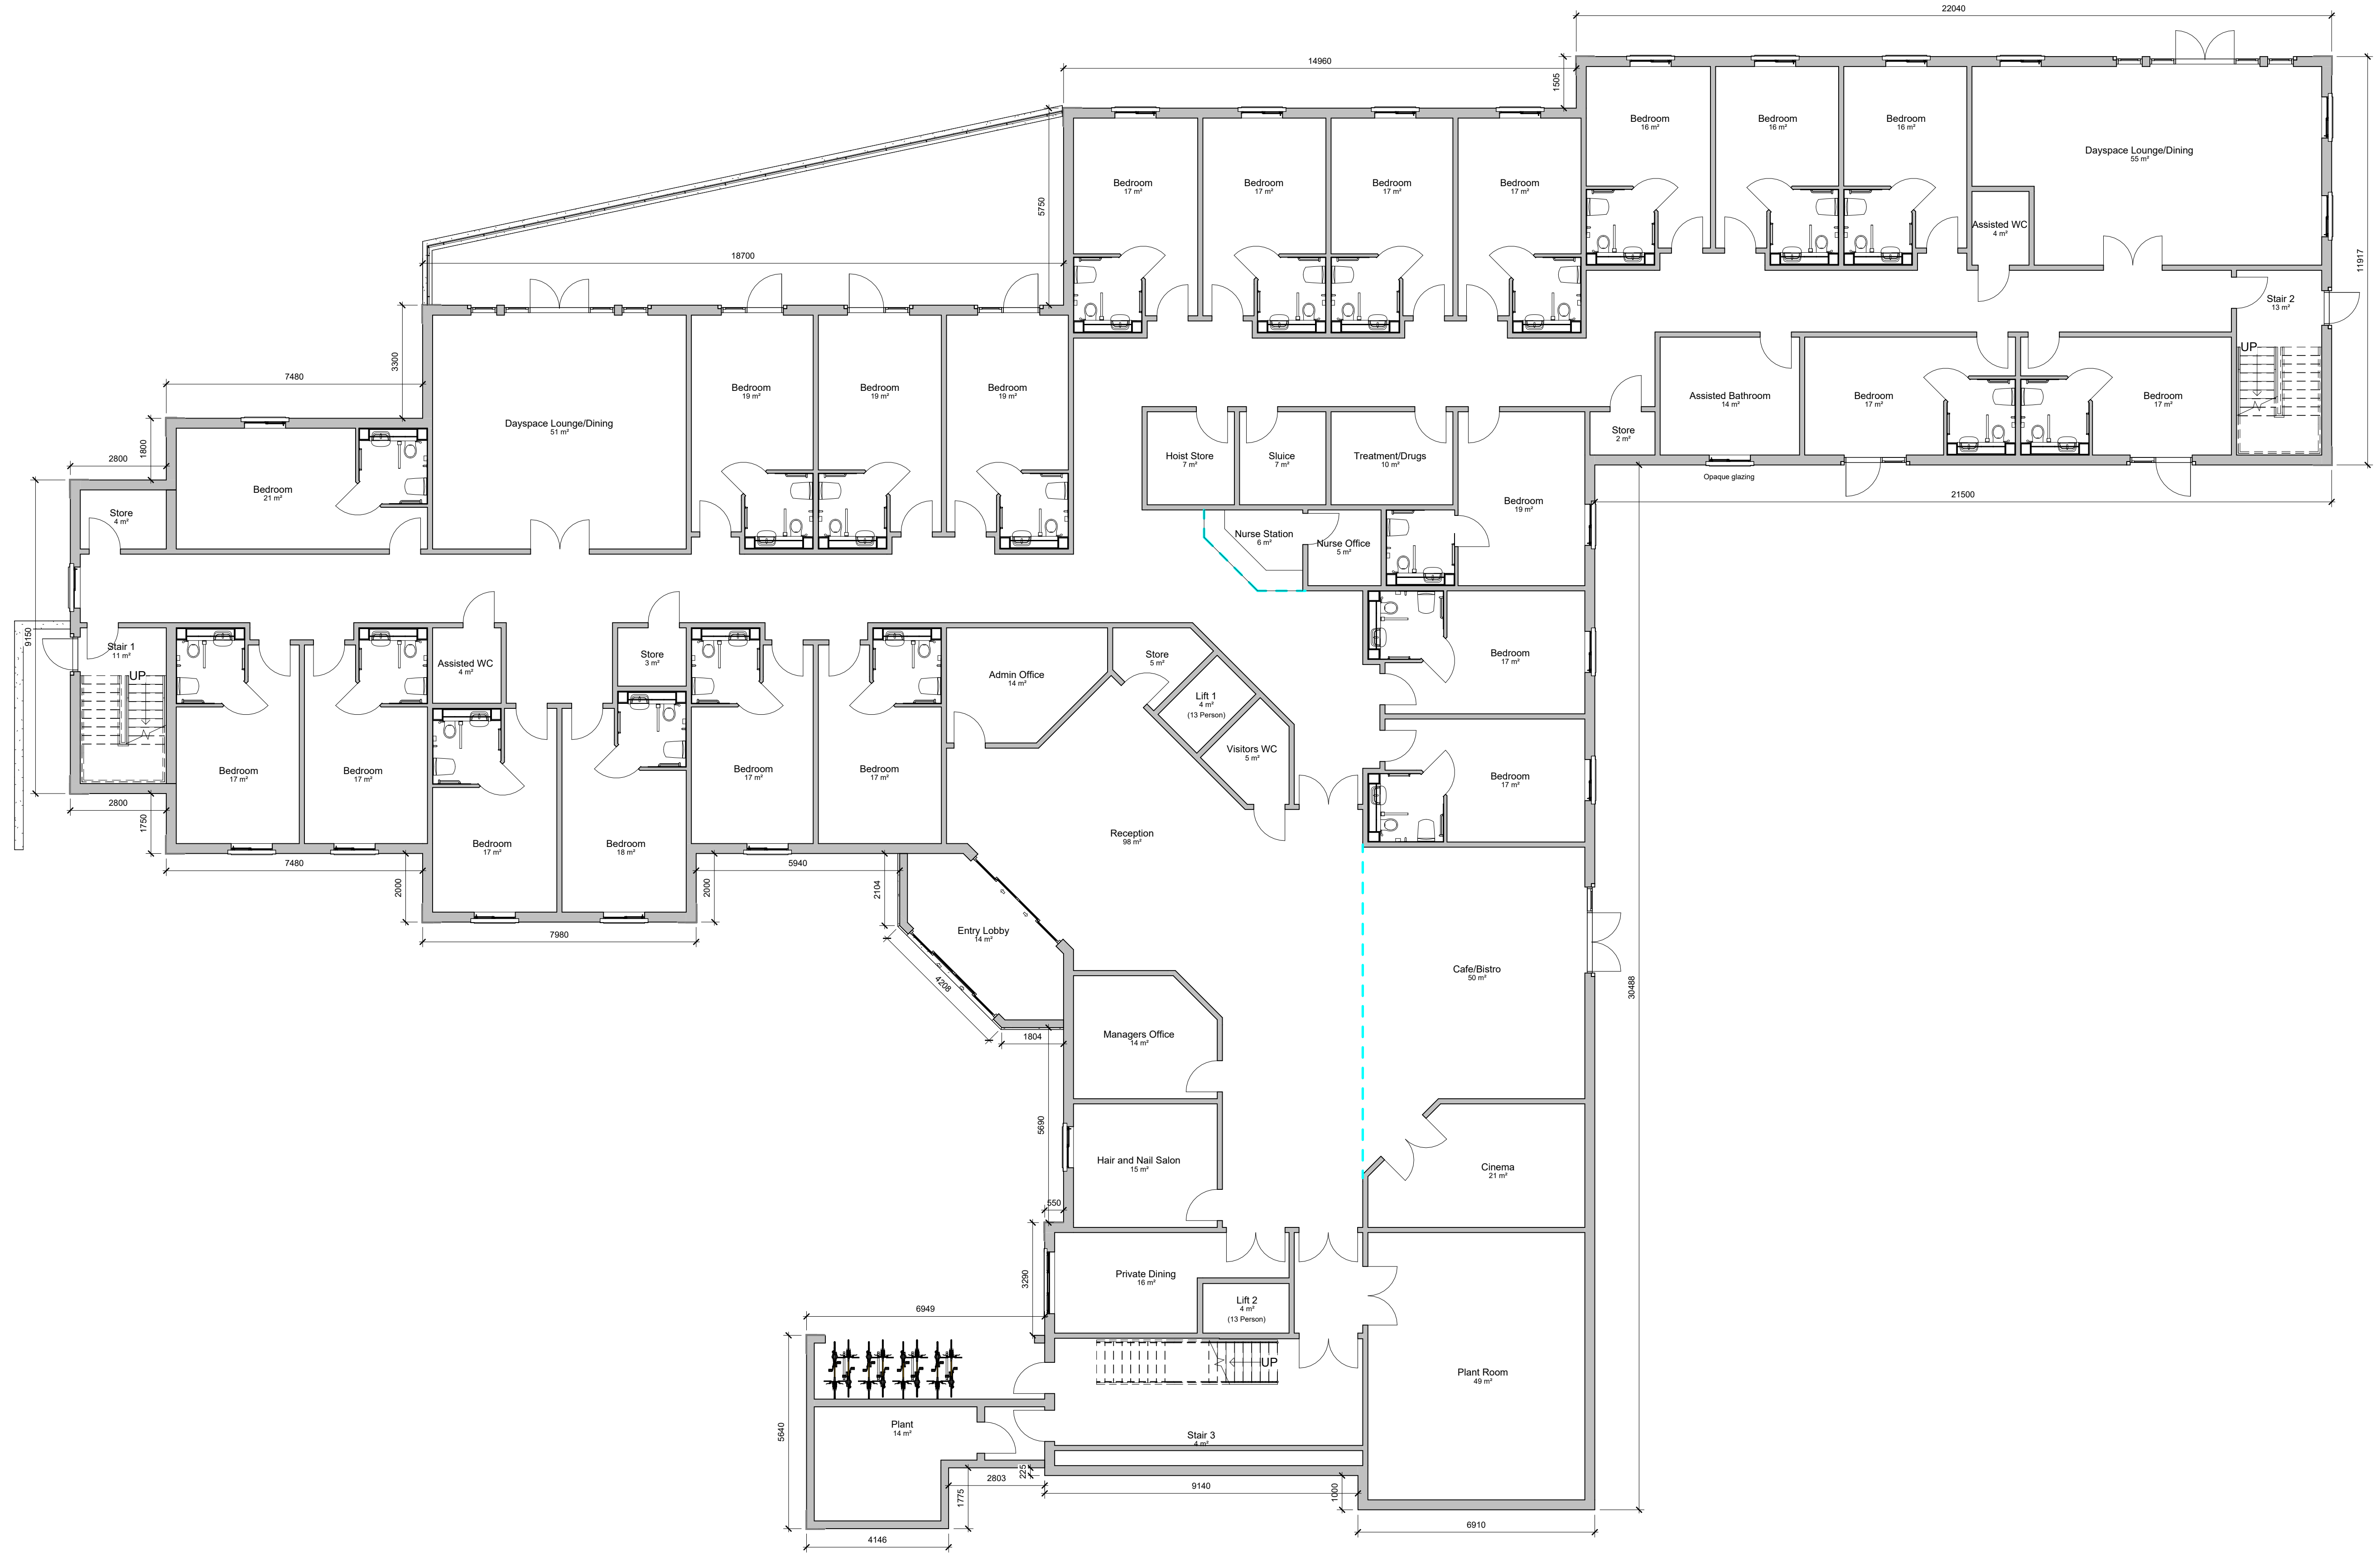 22040
14960
1505
11917
Bedroom
16 m²
Bedroom
16 m²
Bedroom
16 m²
Dayspace Lounge/Dining
55 m²
Assisted WC
4 m²
Stair 2
13 m²
UP
5750
18700
Bedroom
17 m²
Bedroom
17 m²
Bedroom
17 m²
Bedroom
17 m²
3300
7480
1800
2800
Dayspace Lounge/Dining
51 m²
Bedroom
19 m²
Bedroom
19 m²
Bedroom
19 m²
Assisted Bathroom
14 m²
Bedroom
17 m²
Bedroom
17 m²
Store
2 m²
Opaque glazing
21500
Hoist Store
7 m²
Sluice
7 m²
Treatment/Drugs
10 m²
Bedroom
19 m²
Nurse Station
6 m²
Nurse Office
5 m²
Bedroom
21 m²
Store
4 m²
9150
Stair 1
11 m²
UP
Assisted WC
4 m²
Store
3 m²
Admin Office
14 m²
Store
5 m²
Lift 1
4 m²
(13 Person)
Visitors WC
5 m²
Bedroom
17 m²
Bedroom
17 m²
Bedroom
17 m²
Bedroom
17 m²
Bedroom
17 m²
Bedroom
18 m²
Bedroom
17 m²
Bedroom
17 m²
2800
1750
7480
2000
7980
2000
5940
2104
Reception
98 m²
Entry Lobby
14 m²
4208
1804
Cafe/Bistro
50 m²
30488
Managers Office
14 m²
5690
Hair and Nail Salon
15 m²
Cinema
21 m²
550
3290
Private Dining
16 m²
Lift 2
4 m²
(13 Person)
6949
UP
Plant Room
49 m²
5640
Plant
14 m²
Stair 3
4 m²
225
2803
1775
9140
1000
4146
6910